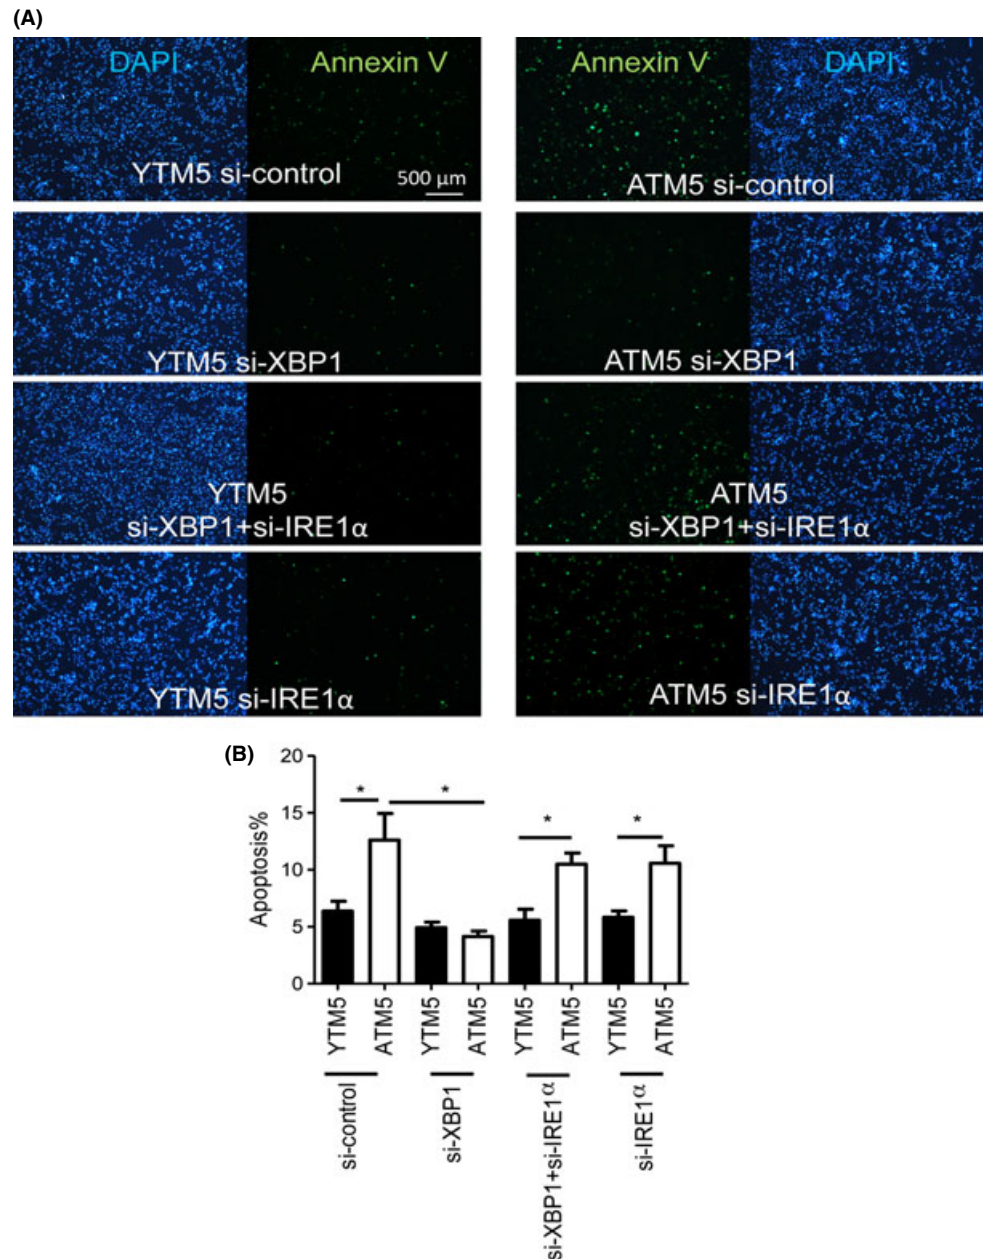 (A)
DAPI Annexin V Annexin V DAPI
YTM5 si-control 500 µm ATM5 si-control
YTM5 si-XBP1 ATM5 si-XBP1
YTM5 ATM5
si-XBP1+si-IRE1α si-XBP1+si-IRE1α
YTM5 si-IRE1α ATM5 si-IRE1α
(B)
20
* *
15
* *
10
5
0
Apoptosis%
YTM5 ATM5 YTM5 ATM5 YTM5 ATM5 YTM5 ATM5
si-control si-XBP1 si-XBP1+si-IRE1α si-IRE1α